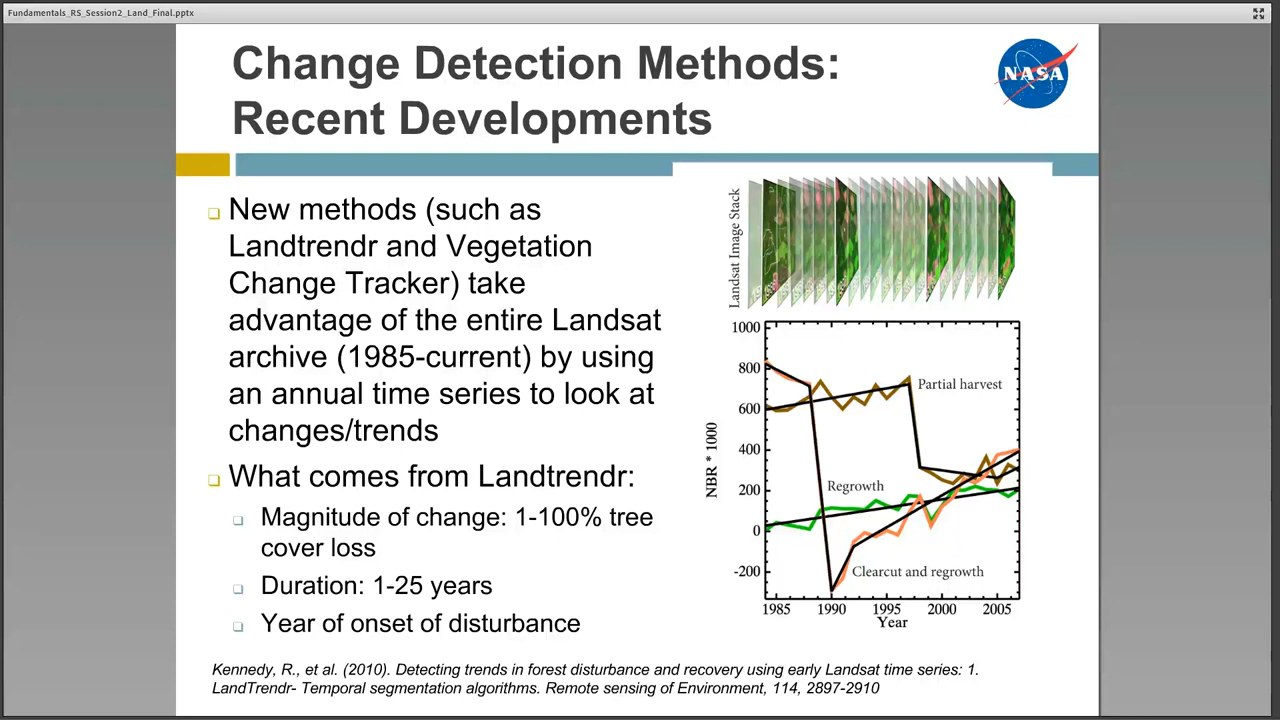 Fundamentals_RS_Session2_Land_Final.pptx
Change Detection Methods:
Recent Developments
NASA
New methods (such as
Landtrendr and Vegetation
Change Tracker) take
advantage of the entire Landsat
archive (1985-current) by using
an annual time series to look at
changes/trends
What comes from Landtrendr:
Magnitude of change: 1-100% tree
cover loss
Duration: 1-25 years
Year of onset of disturbance
Landsat Image Stack
NBR * 1000
1000
800
600
400
200
0
-200
Partial harvest
Regrowth
Clearcut and regrowth
1985 1990 1995 2000 2005
Year
Kennedy, R., et al. (2010). Detecting trends in forest disturbance and recovery using early Landsat time series: 1.
LandTrendr- Temporal segmentation algorithms. Remote sensing of Environment, 114, 2897-2910